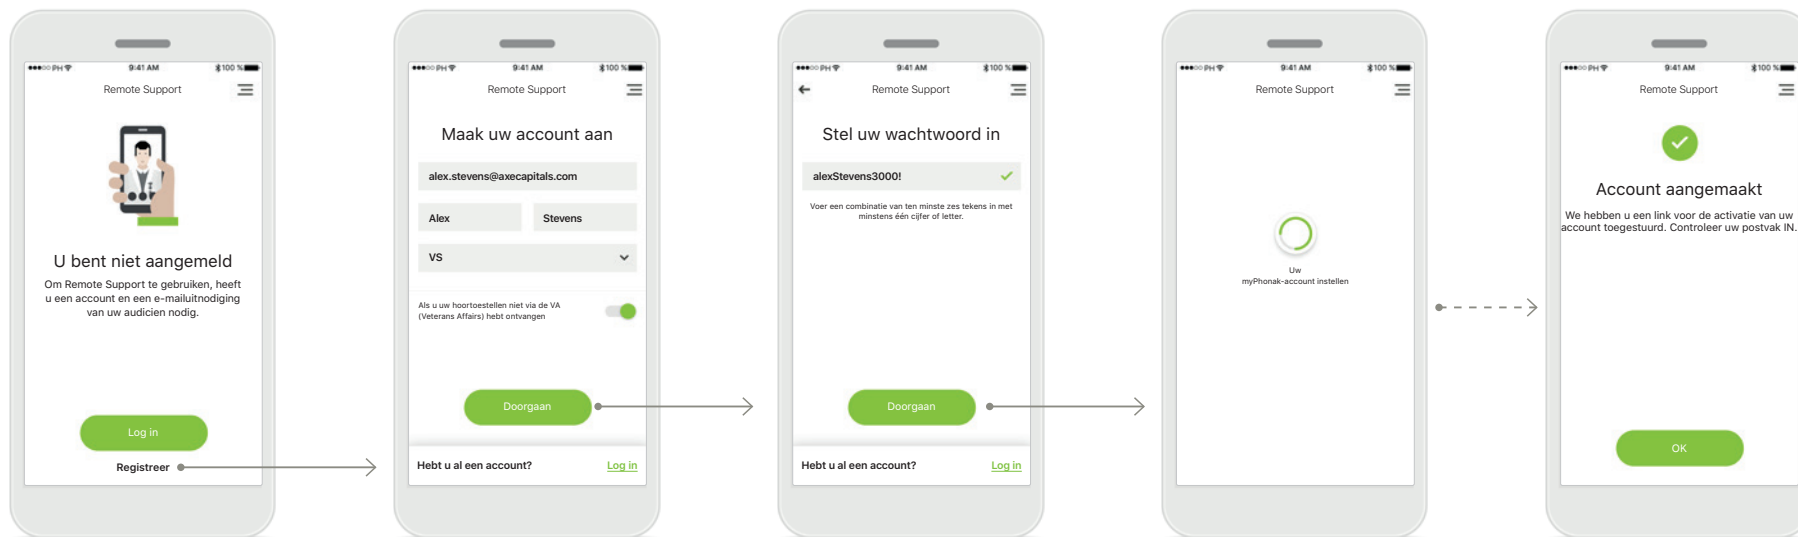 ●●●○○ PH 9:41 AM 100 %
Remote Support
U bent niet aangemeld
Om Remote Support te gebruiken, heeft
u een account en een e-mailuitnodiging
van uw audicien nodig.
Log in
Registreer
●●●○○ PH 9:41 AM 100 %
Remote Support
Maak uw account aan
alex.stevens@axecapitals.com
Alex Stevens
VS
Als u uw hoortoestellen niet via de VA
(Veterans Affairs) hebt ontvangen
Doorgaan
Hebt u al een account? Log in
●●●○○ PH 9:41 AM 100 %
Remote Support
Stel uw wachtwoord in
alexStevens3000!
Voer een combinatie van ten minste zes tekens in met
minstens één cijfer of letter.
Doorgaan
Hebt u al een account? Log in
●●●○○ PH 9:41 AM 100 %
Remote Support
Uw
myPhonak-account instellen
●●●○○ PH 9:41 AM 100 %
Remote Support
Account aangemaakt
We hebben u een link voor de activatie van uw
account toegestuurd. Controleer uw postvak IN.
OK